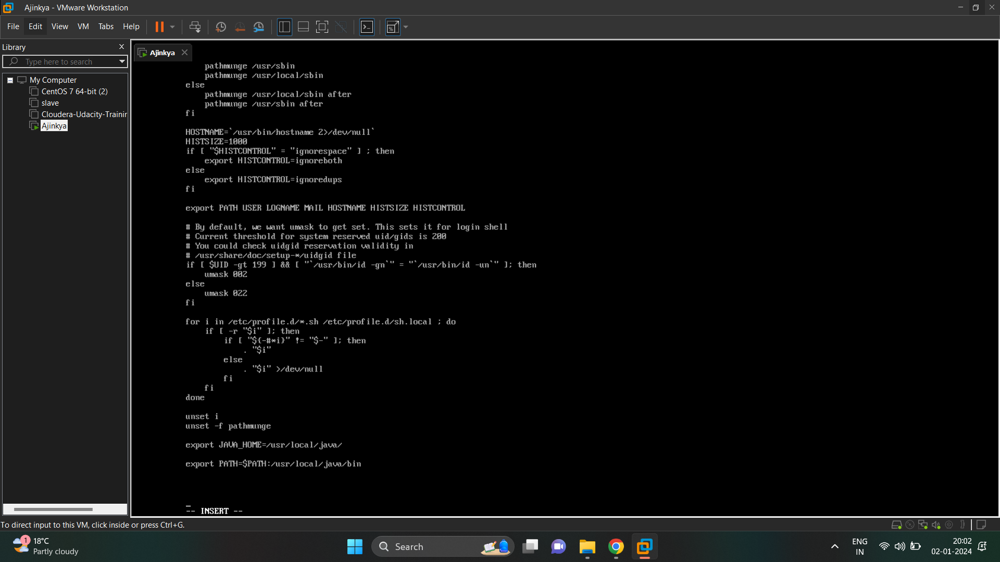 Ajinkya - VMware Workstation
File Edit View VM Tabs Help
Library
Type here to search
My Computer
CentOS 7 64-bit (2)
slave
Cloudera-Udacity-Trainir
Ajinkya
Ajinkya
pathmunge /usr/sbin
pathmunge /usr/local/sbin
else
pathmunge /usr/local/sbin after
pathmunge /usr/sbin after
fi
HOSTNAME=`/usr/bin/hostname 2>/dev/null`
HISTSIZE=1000
if [ "$HISTCONTROL" = "ignorespace" ] ; then
export HISTCONTROL=ignoreboth
else
export HISTCONTROL=ignoredups
fi
export PATH USER LOGNAME MAIL HOSTNAME HISTSIZE HISTCONTROL
# By default, we want umask to get set. This sets it for login shell
# Current threshold for system reserved uid/gids is 200
# You could check uidgid reservation validity in
# /usr/share/doc/setup-*/uidgid file
if [ $UID -gt 199 ] && [ "`/usr/bin/id -gn`" = "`/usr/bin/id -un`" ]; then
umask 002
else
umask 022
fi
for i in /etc/profile.d/*.sh /etc/profile.d/sh.local ; do
if [ -r "$i" ]; then
if [ "${-#*i}" != "$-" ]; then
. "$i"
else
. "$i" >/dev/null
fi
fi
done
unset i
unset -f pathmunge
export JAVA_HOME=/usr/local/java/
export PATH=$PATH:/usr/local/java/bin
-- INSERT --
To direct input to this VM, click inside or press Ctrl+G.
1
18°C
Partly cloudy
Search
ENG
IN
20:02
02-01-2024